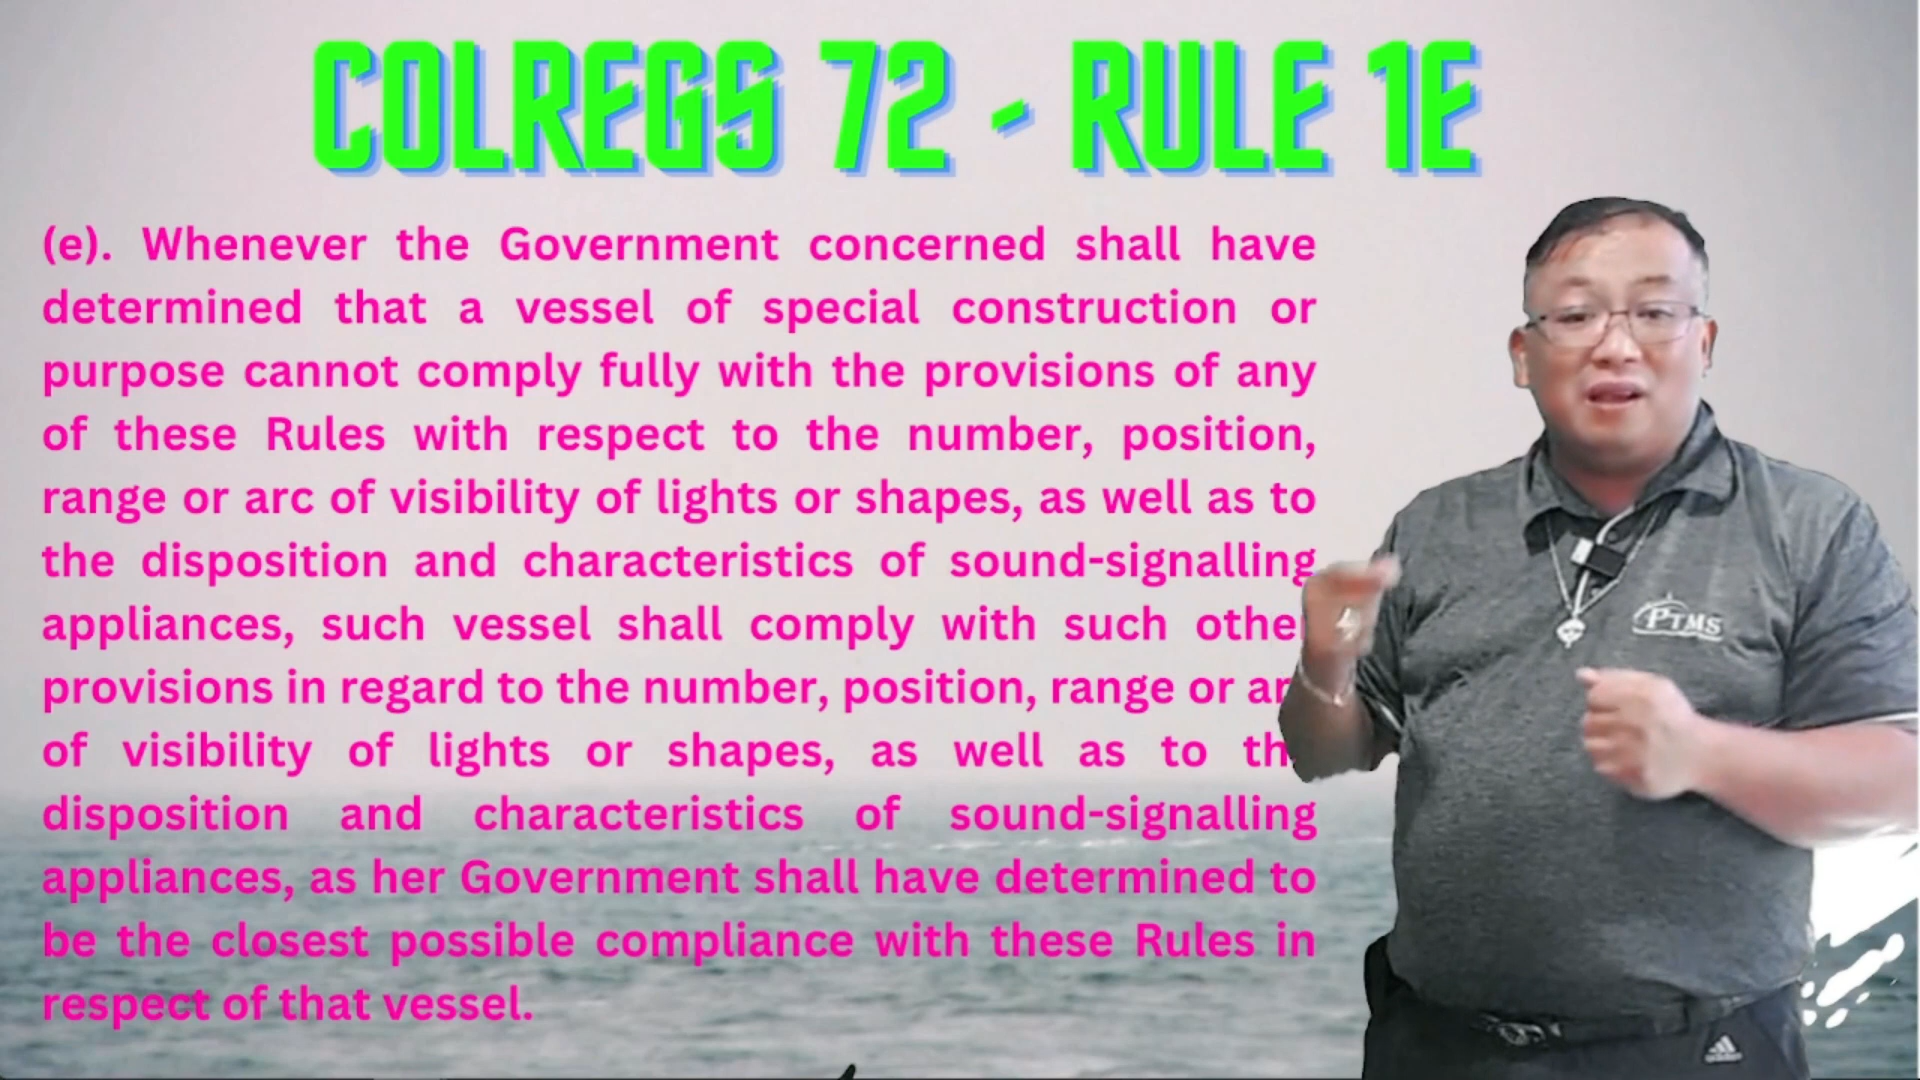 COLREGS 72 - RULE 1E
(e). Whenever the Government concerned shall have
determined that a vessel of special construction or
purpose cannot comply fully with the provisions of any
of these Rules with respect to the number, position,
range or arc of visibility of lights or shapes, as well as to
the disposition and characteristics of sound-signalling
appliances, such vessel shall comply with such other
provisions in regard to the number, position, range or ar
of visibility of lights or shapes, as well as to th
disposition and characteristics of sound-signalling
appliances, as her Government shall have determined to
be the closest possible compliance with these Rules in
respect of that vessel.
PTMS
adidas